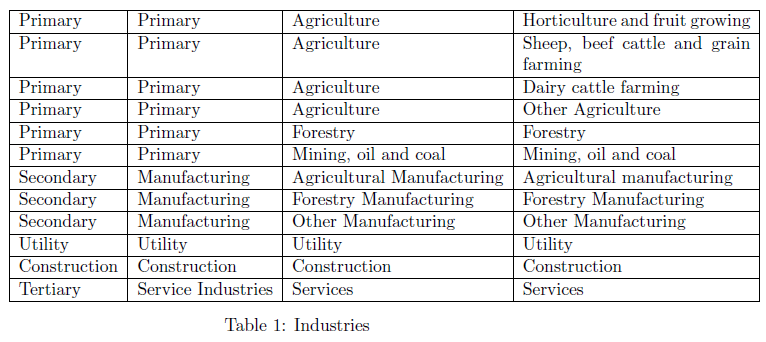 Primary Primary Agriculture Horticulture and fruit growing
Primary Primary Agriculture Sheep, beef cattle and grain
farming
Primary Primary Agriculture Dairy cattle farming
Primary Primary Agriculture Other Agriculture
Primary Primary Forestry Forestry
Primary Primary Mining, oil and coal Mining, oil and coal
Secondary Manufacturing Agricultural Manufacturing Agricultural manufacturing
Secondary Manufacturing Forestry Manufacturing Forestry Manufacturing
Secondary Manufacturing Other Manufacturing Other Manufacturing
Utility Utility Utility Utility
Construction Construction Construction Construction
Tertiary Service Industries Services Services
Table 1: Industries